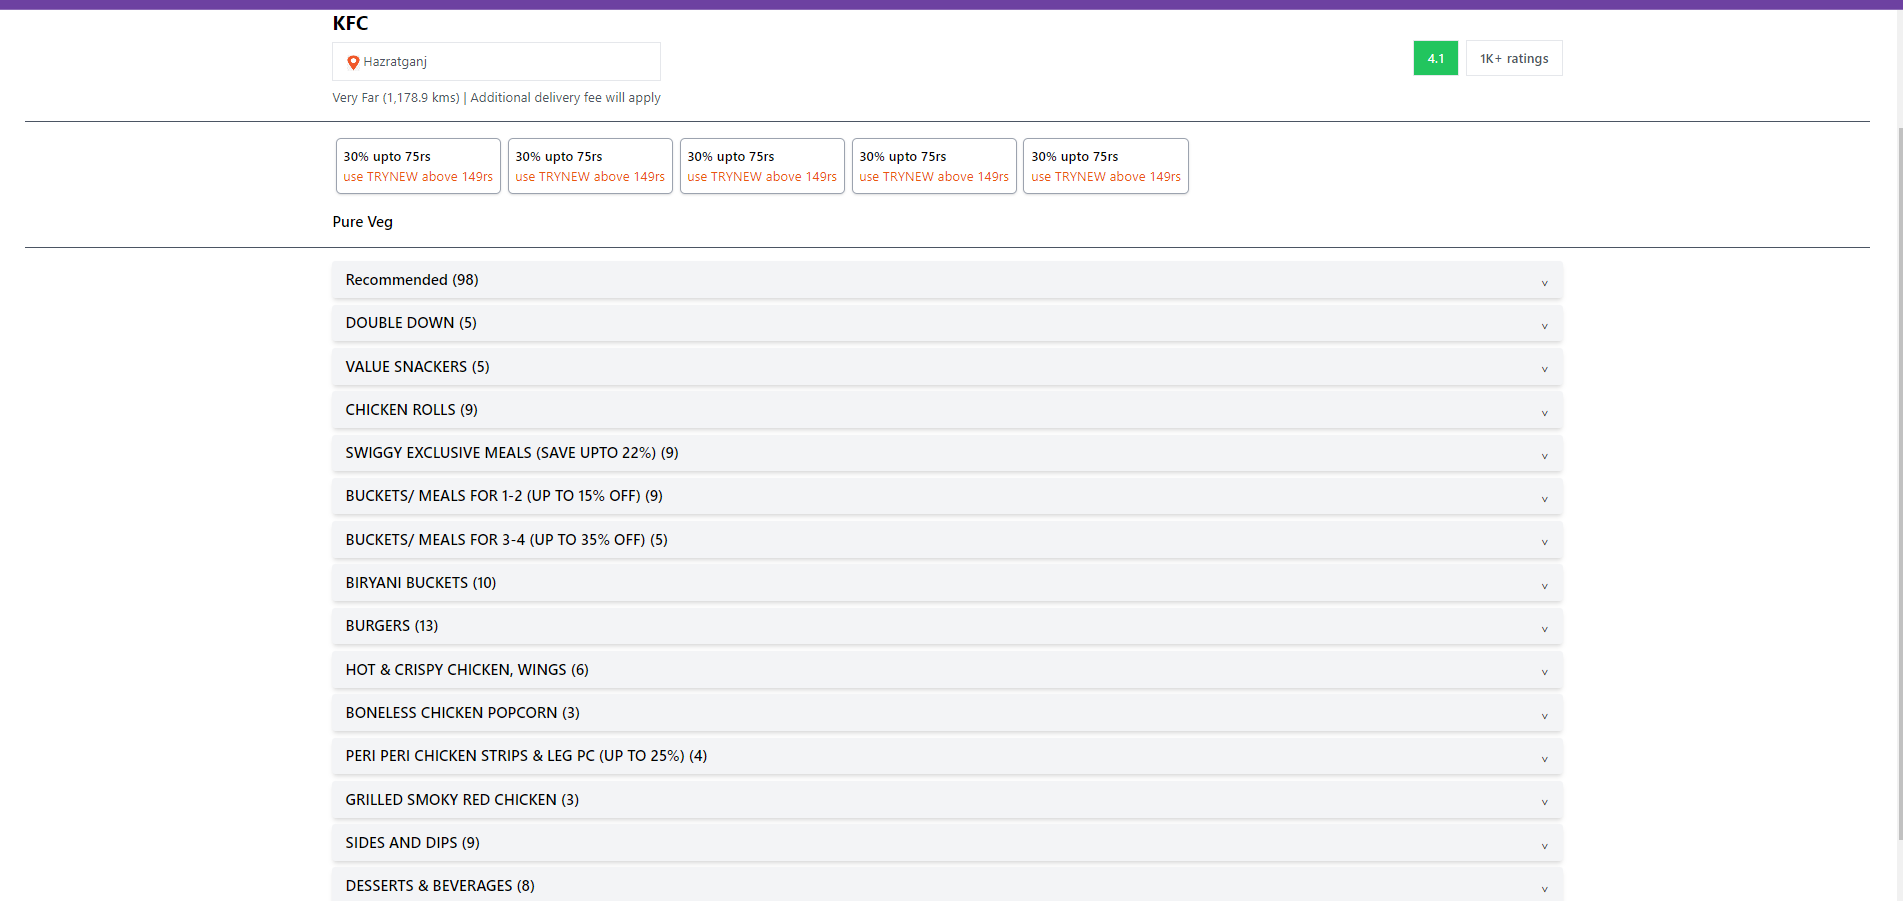 KFC
Hazratganj
4.1
1K+ ratings
Very Far (1,178.9 kms) | Additional delivery fee will apply
30% upto 75rs
use TRYNEW above 149rs
30% upto 75rs
use TRYNEW above 149rs
30% upto 75rs
use TRYNEW above 149rs
30% upto 75rs
use TRYNEW above 149rs
30% upto 75rs
use TRYNEW above 149rs
Pure Veg
Recommended (98)
DOUBLE DOWN (5)
VALUE SNACKERS (5)
CHICKEN ROLLS (9)
SWIGGY EXCLUSIVE MEALS (SAVE UPTO 22%) (9)
BUCKETS/ MEALS FOR 1-2 (UP TO 15% OFF) (9)
BUCKETS/ MEALS FOR 3-4 (UP TO 35% OFF) (5)
BIRYANI BUCKETS (10)
BURGERS (13)
HOT & CRISPY CHICKEN, WINGS (6)
BONELESS CHICKEN POPCORN (3)
PERI PERI CHICKEN STRIPS & LEG PC (UP TO 25%) (4)
GRILLED SMOKY RED CHICKEN (3)
SIDES AND DIPS (9)
DESSERTS & BEVERAGES (8)